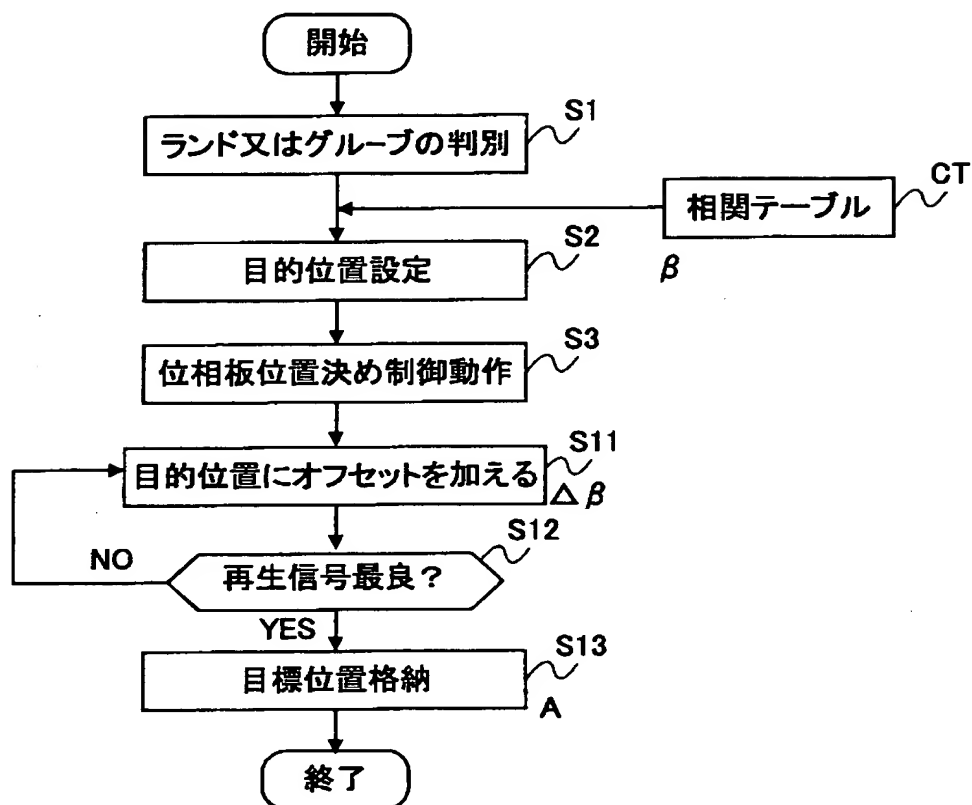 開始
S1
ランド又はグルーブの判別
CT
相関テーブル
β
S2
目的位置設定
S3
位相板位置決め制御動作
S11
目的位置にオフセットを加える
△β
S12
NO
再生信号最良？
YES
S13
目標位置格納
A
終了